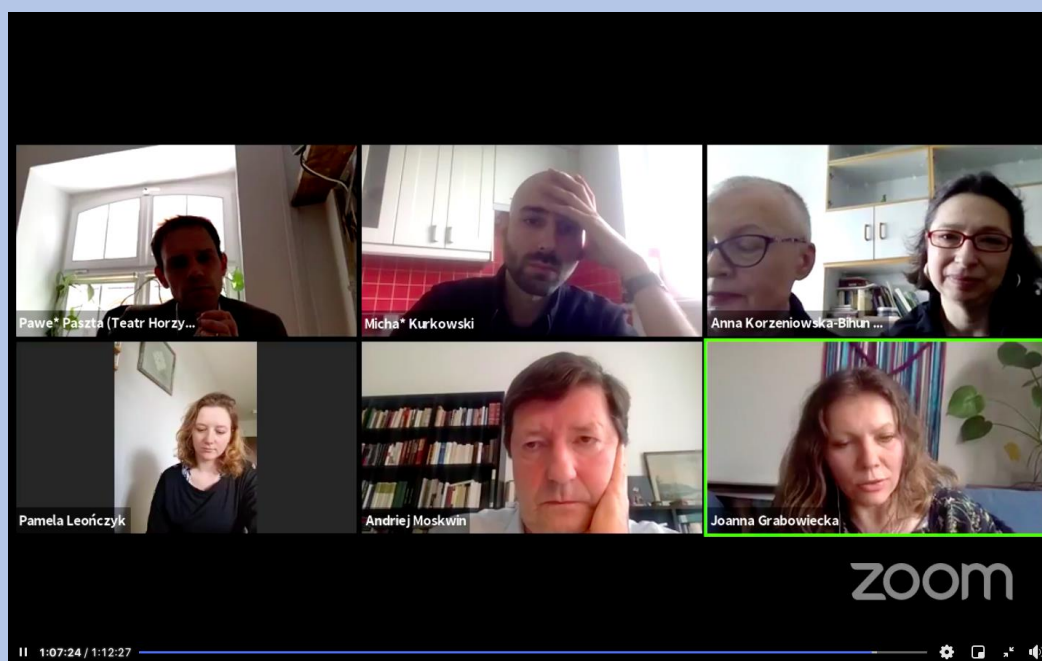 Pawe* Paszta (Teatr Horzy...
Micha* Kurkowski
Anna Korzeniowska-Bihun ...
Pamela Leończyk
Andriej Moskwin
Joanna Grabowiecka
zoom
1:07:24 / 1:12:27